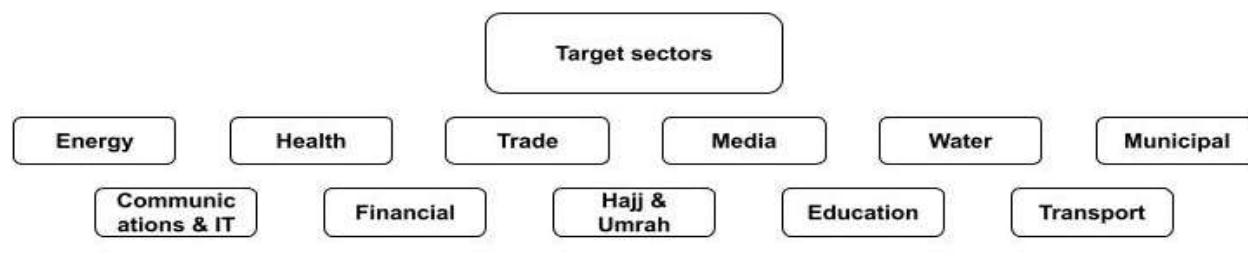 Target sectors
Energy
Health
Trade
Media
Water
Municipal
Communic
ations & IT
Financial
Hajj &
Umrah
Education
Transport